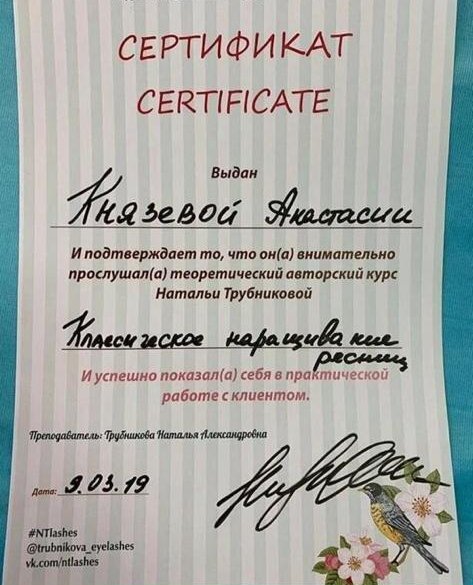 СЕРТИФИКАТ
CERTIFICATE
Выдан
Князевой Анастасии
И подтверждает то, что он(а) внимательно
прослушал(а) теоретический авторский курс
Натальи Трубниковой
Классическое наращивание
ресниц
И успешно показал(а) себя в практической
работе с клиентом.
Преподаватель: Трубникова Наталья Александровна
Дата: 9.03.19
#NTlashes
@trubnikova_eyelashes
vk.com/ntlashes